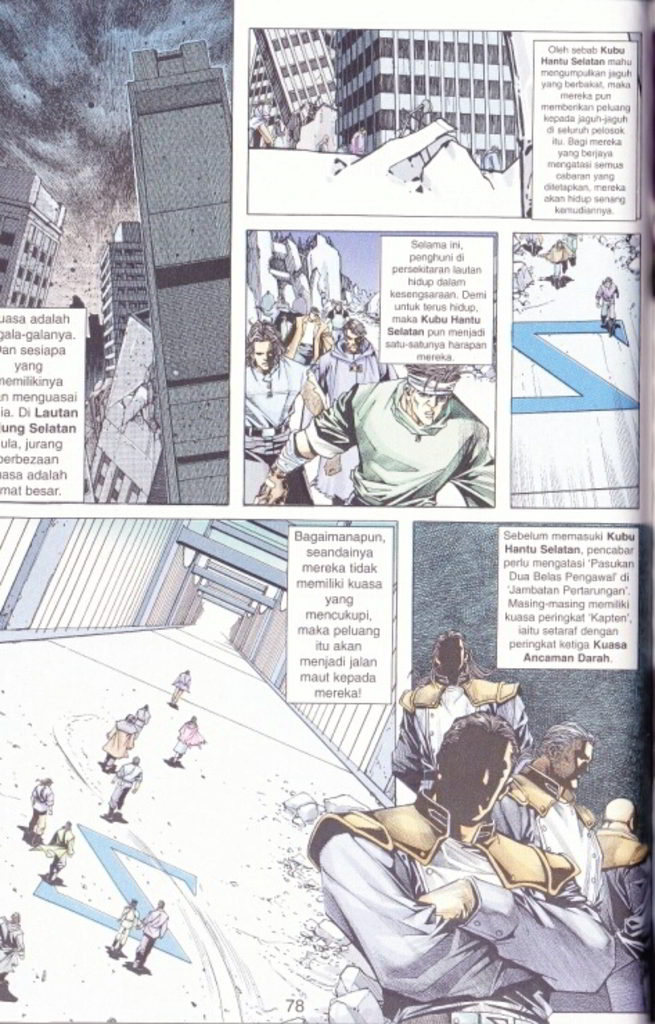 Oleh sebab Kubu
Hantu Selatan mahu
mengumpulkan jaguh
yang berbakat, maka
mereka pun
memberikan peluang
kepada jaguh-jaguh
di seluruh pelosok
itu. Bagi mereka
yang berjaya
mengatasi semua
cabaran yang
ditetapkan, mereka
akan hidup senang
kemudiannya.
uasa adalah
gala-galanya.
Dan sesiapa
yang
memilikinya
an menguasai
ia. Di Lautan
ung Selatan
ula, jurang
perbezaan
asa adalah
mat besar.
Selama ini,
penghuni di
persekitaran lautan
hidup dalam
kesengsaraan. Demi
untuk terus hidup,
maka Kubu Hantu
Selatan pun menjadi
satu-satunya harapan
mereka.
Bagaimanapun,
seandainya
mereka tidak
memiliki kuasa
yang
mencukupi,
maka peluang
itu akan
menjadi jalan
maut kepada
mereka!
Sebelum memasuki Kubu
Hantu Selatan, pencabar
perlu mengatasi 'Pasukan
Dua Belas Pengawal' di
'Jambatan Pertarungan'.
Masing-masing memiliki
kuasa peringkat 'Kapten',
iaitu setaraf dengan
peringkat ketiga Kuasa
Ancaman Darah.
78